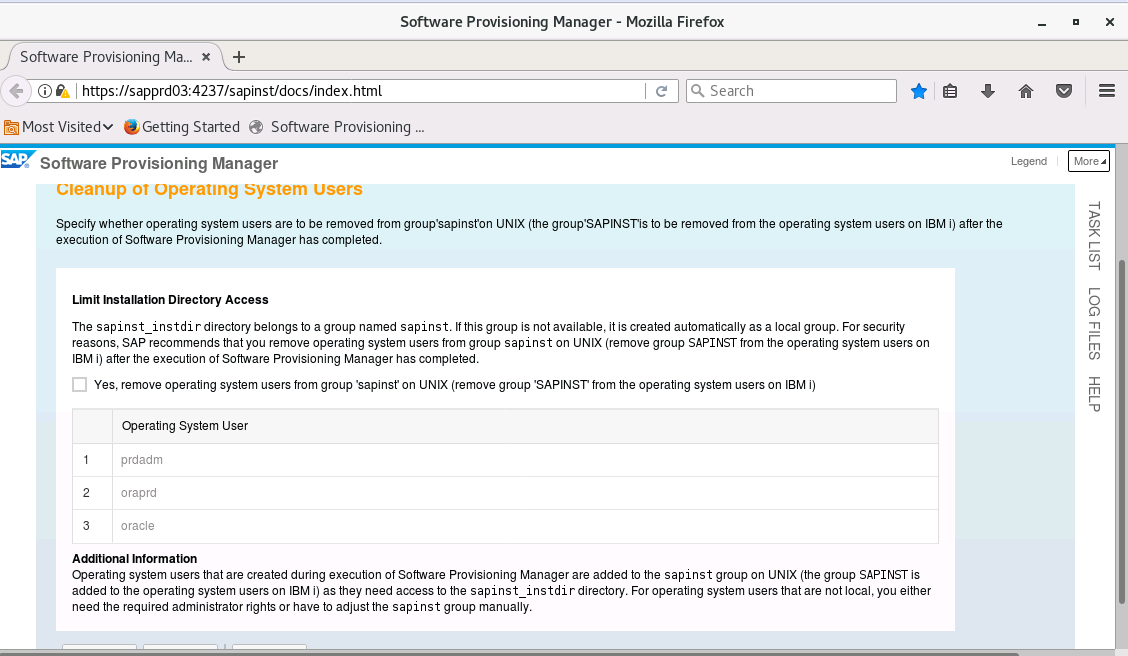 Software Provisioning Manager - Mozilla Firefox
Software Provisioning Ma...
https://sapprd03:4237/sapinst/docs/index.html
Search
Most Visited
Getting Started
Software Provisioning ...
SAP
Software Provisioning Manager
Legend
More
Cleanup of Operating System Users
Specify whether operating system users are to be removed from group'sapinst'on UNIX (the group'SAPINST'is to be removed from the operating system users on IBM i) after the
execution of Software Provisioning Manager has completed.
Limit Installation Directory Access
The sapinst_instdir directory belongs to a group named sapinst. If this group is not available, it is created automatically as a local group. For security
reasons, SAP recommends that you remove operating system users from group sapinst on UNIX (remove group SAPINST from the operating system users on
IBM i) after the execution of Software Provisioning Manager has completed.
Yes, remove operating system users from group 'sapinst' on UNIX (remove group 'SAPINST' from the operating system users on IBM i)
Operating System User
1 prdadm
2 oraprd
3 oracle
Additional Information
Operating system users that are created during execution of Software Provisioning Manager are added to the sapinst group on UNIX (the group SAPINST is
added to the operating system users on IBM i) as they need access to the sapinst_instdir directory. For operating system users that are not local, you either
need the required administrator rights or have to adjust the sapinst group manually.
TASK LIST
LOG FILES
HELP